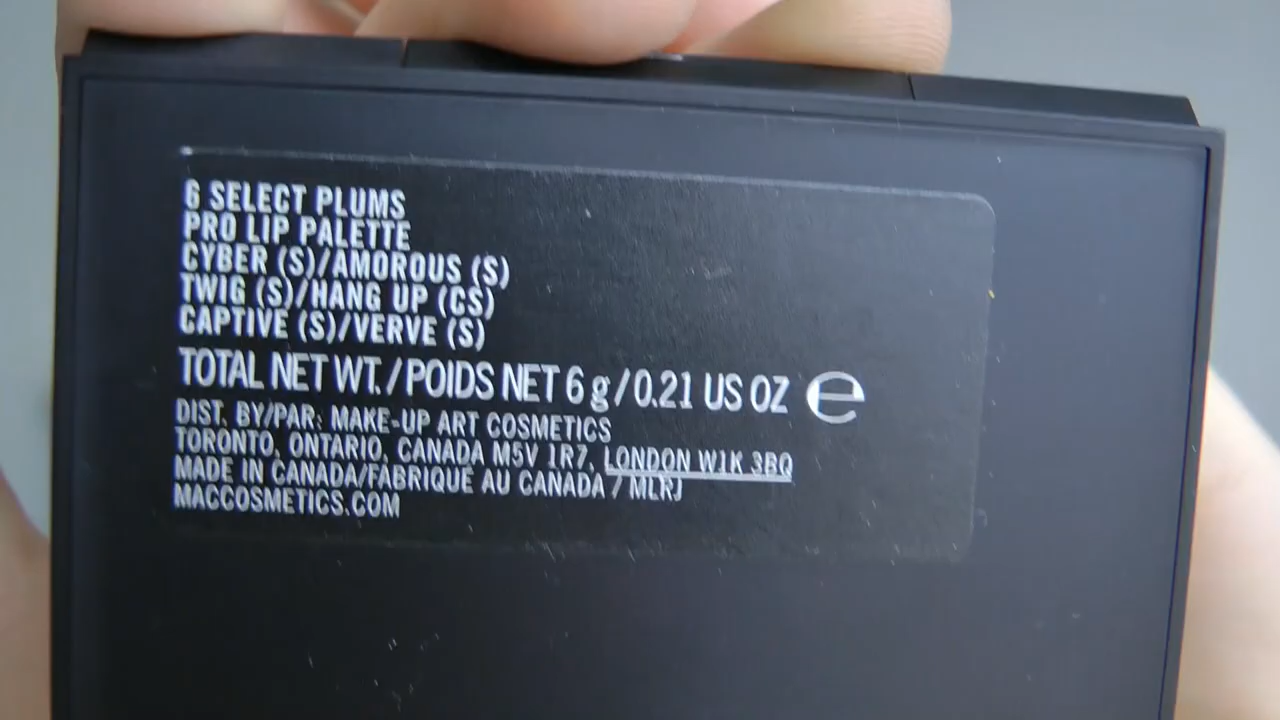 6 SELECT PLUMS
PRO LIP PALETTE
CYBER (S)/AMOROUS (S)
TWIG (S)/HANG UP (CS)
CAPTIVE (S)/VERVE (S)
TOTAL NET WT./POIDS NET 6 g/0.21 US OZ ℮
DIST. BY/PAR: MAKE-UP ART COSMETICS
TORONTO, ONTARIO, CANADA M5V 1R7, LONDON W1K 3BQ
MADE IN CANADA/FABRIQUÉ AU CANADA / MLRJ
MACCOSMETICS.COM